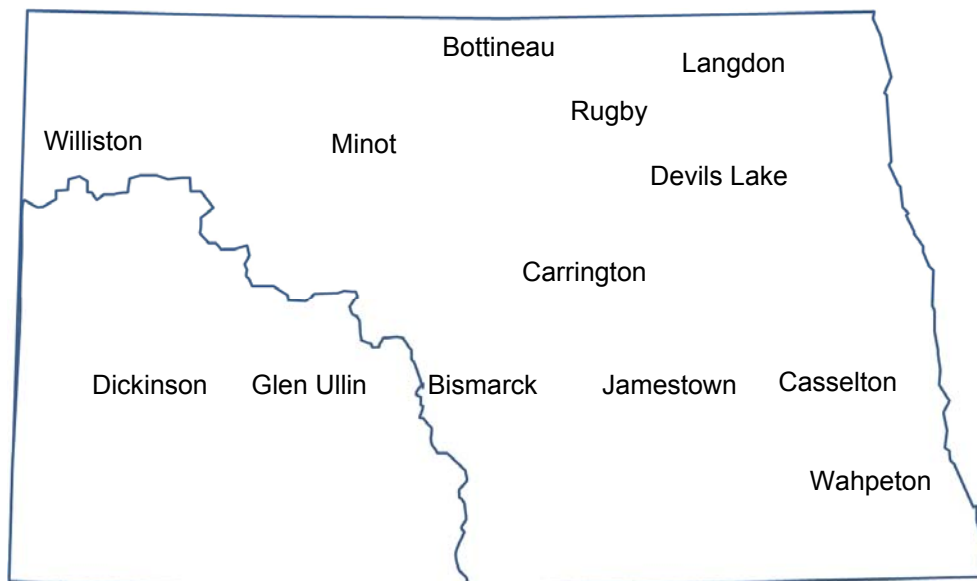 Bottineau
Langdon
Rugby
Williston
Minot
Devils Lake
Carrington
Dickinson
Glen Ullin
Bismarck
Jamestown
Casselton
Wahpeton